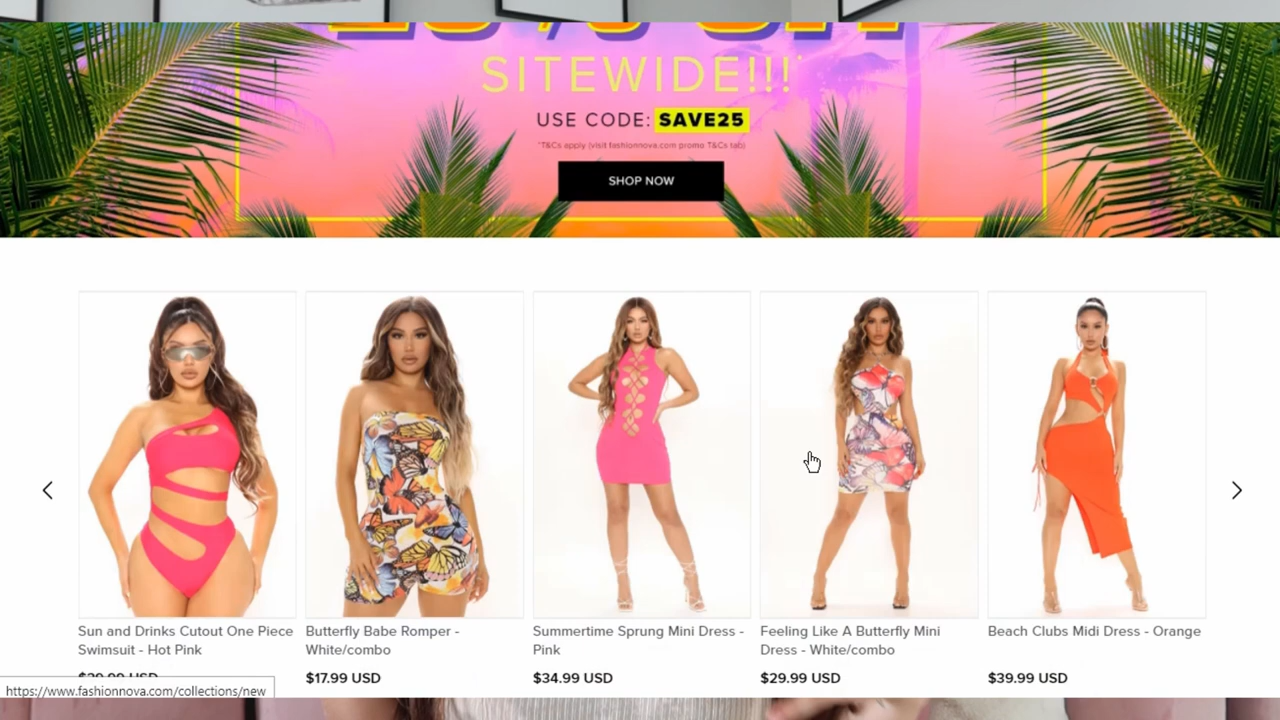 SITEWIDE!!!
USE CODE: SAVE25
*T&Cs apply (visit fashionnova.com promo T&Cs tab)
SHOP NOW
Sun and Drinks Cutout One Piece
Swimsuit - Hot Pink
Butterfly Babe Romper -
White/combo
$17.99 USD
Summertime Sprung Mini Dress -
Pink
$34.99 USD
Feeling Like A Butterfly Mini
Dress - White/combo
$29.99 USD
Beach Clubs Midi Dress - Orange
$39.99 USD
https://www.fashionnova.com/collections/new